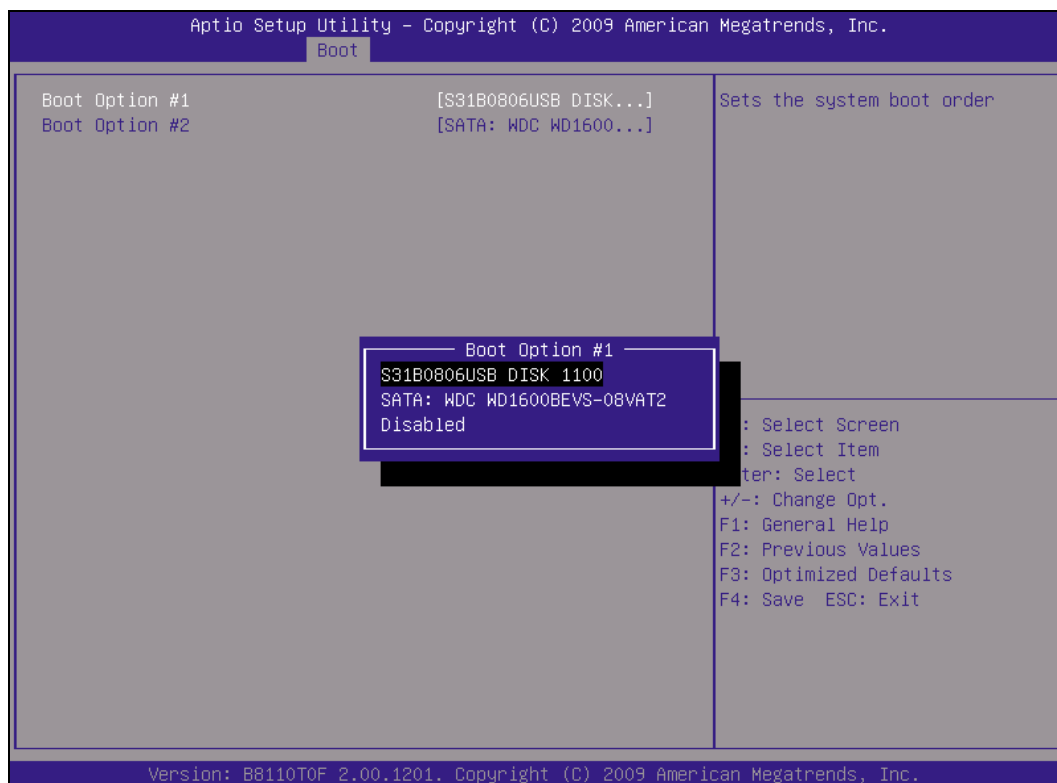 Aptio Setup Utility – Copyright (C) 2009 American Megatrends, Inc.
Boot
Boot Option #1 [S31B0806USB DISK...]
Boot Option #2 [SATA: WDC WD1600...]
Sets the system boot order
Boot Option #1
S31B0806USB DISK 1100
SATA: WDC WD1600BEVS-08VAT2
Disabled
: Select Screen
: Select Item
ter: Select
+/-: Change Opt.
F1: General Help
F2: Previous Values
F3: Optimized Defaults
F4: Save ESC: Exit
Version: B8110T0F 2.00.1201. Copyright (C) 2009 American Megatrends, Inc.